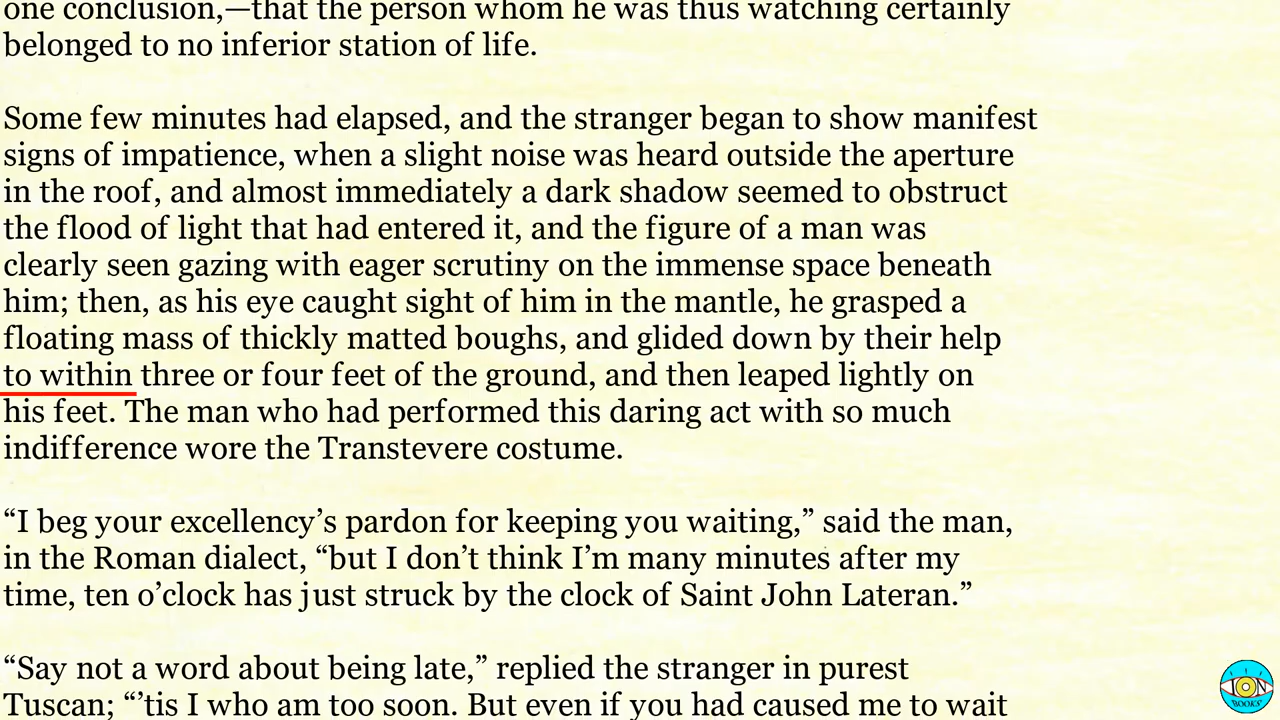 one conclusion,—that the person whom he was thus watching certainly
belonged to no inferior station of life.
Some few minutes had elapsed, and the stranger began to show manifest
signs of impatience, when a slight noise was heard outside the aperture
in the roof, and almost immediately a dark shadow seemed to obstruct
the flood of light that had entered it, and the figure of a man was
clearly seen gazing with eager scrutiny on the immense space beneath
him; then, as his eye caught sight of him in the mantle, he grasped a
floating mass of thickly matted boughs, and glided down by their help
to within three or four feet of the ground, and then leaped lightly on
his feet. The man who had performed this daring act with so much
indifference wore the Transtevere costume.
“I beg your excellency’s pardon for keeping you waiting,” said the man,
in the Roman dialect, “but I don’t think I’m many minutes after my
time, ten o’clock has just struck by the clock of Saint John Lateran.”
“Say not a word about being late,” replied the stranger in purest
Tuscan; “’tis I who am too soon. But even if you had caused me to wait
ION
BOOKS